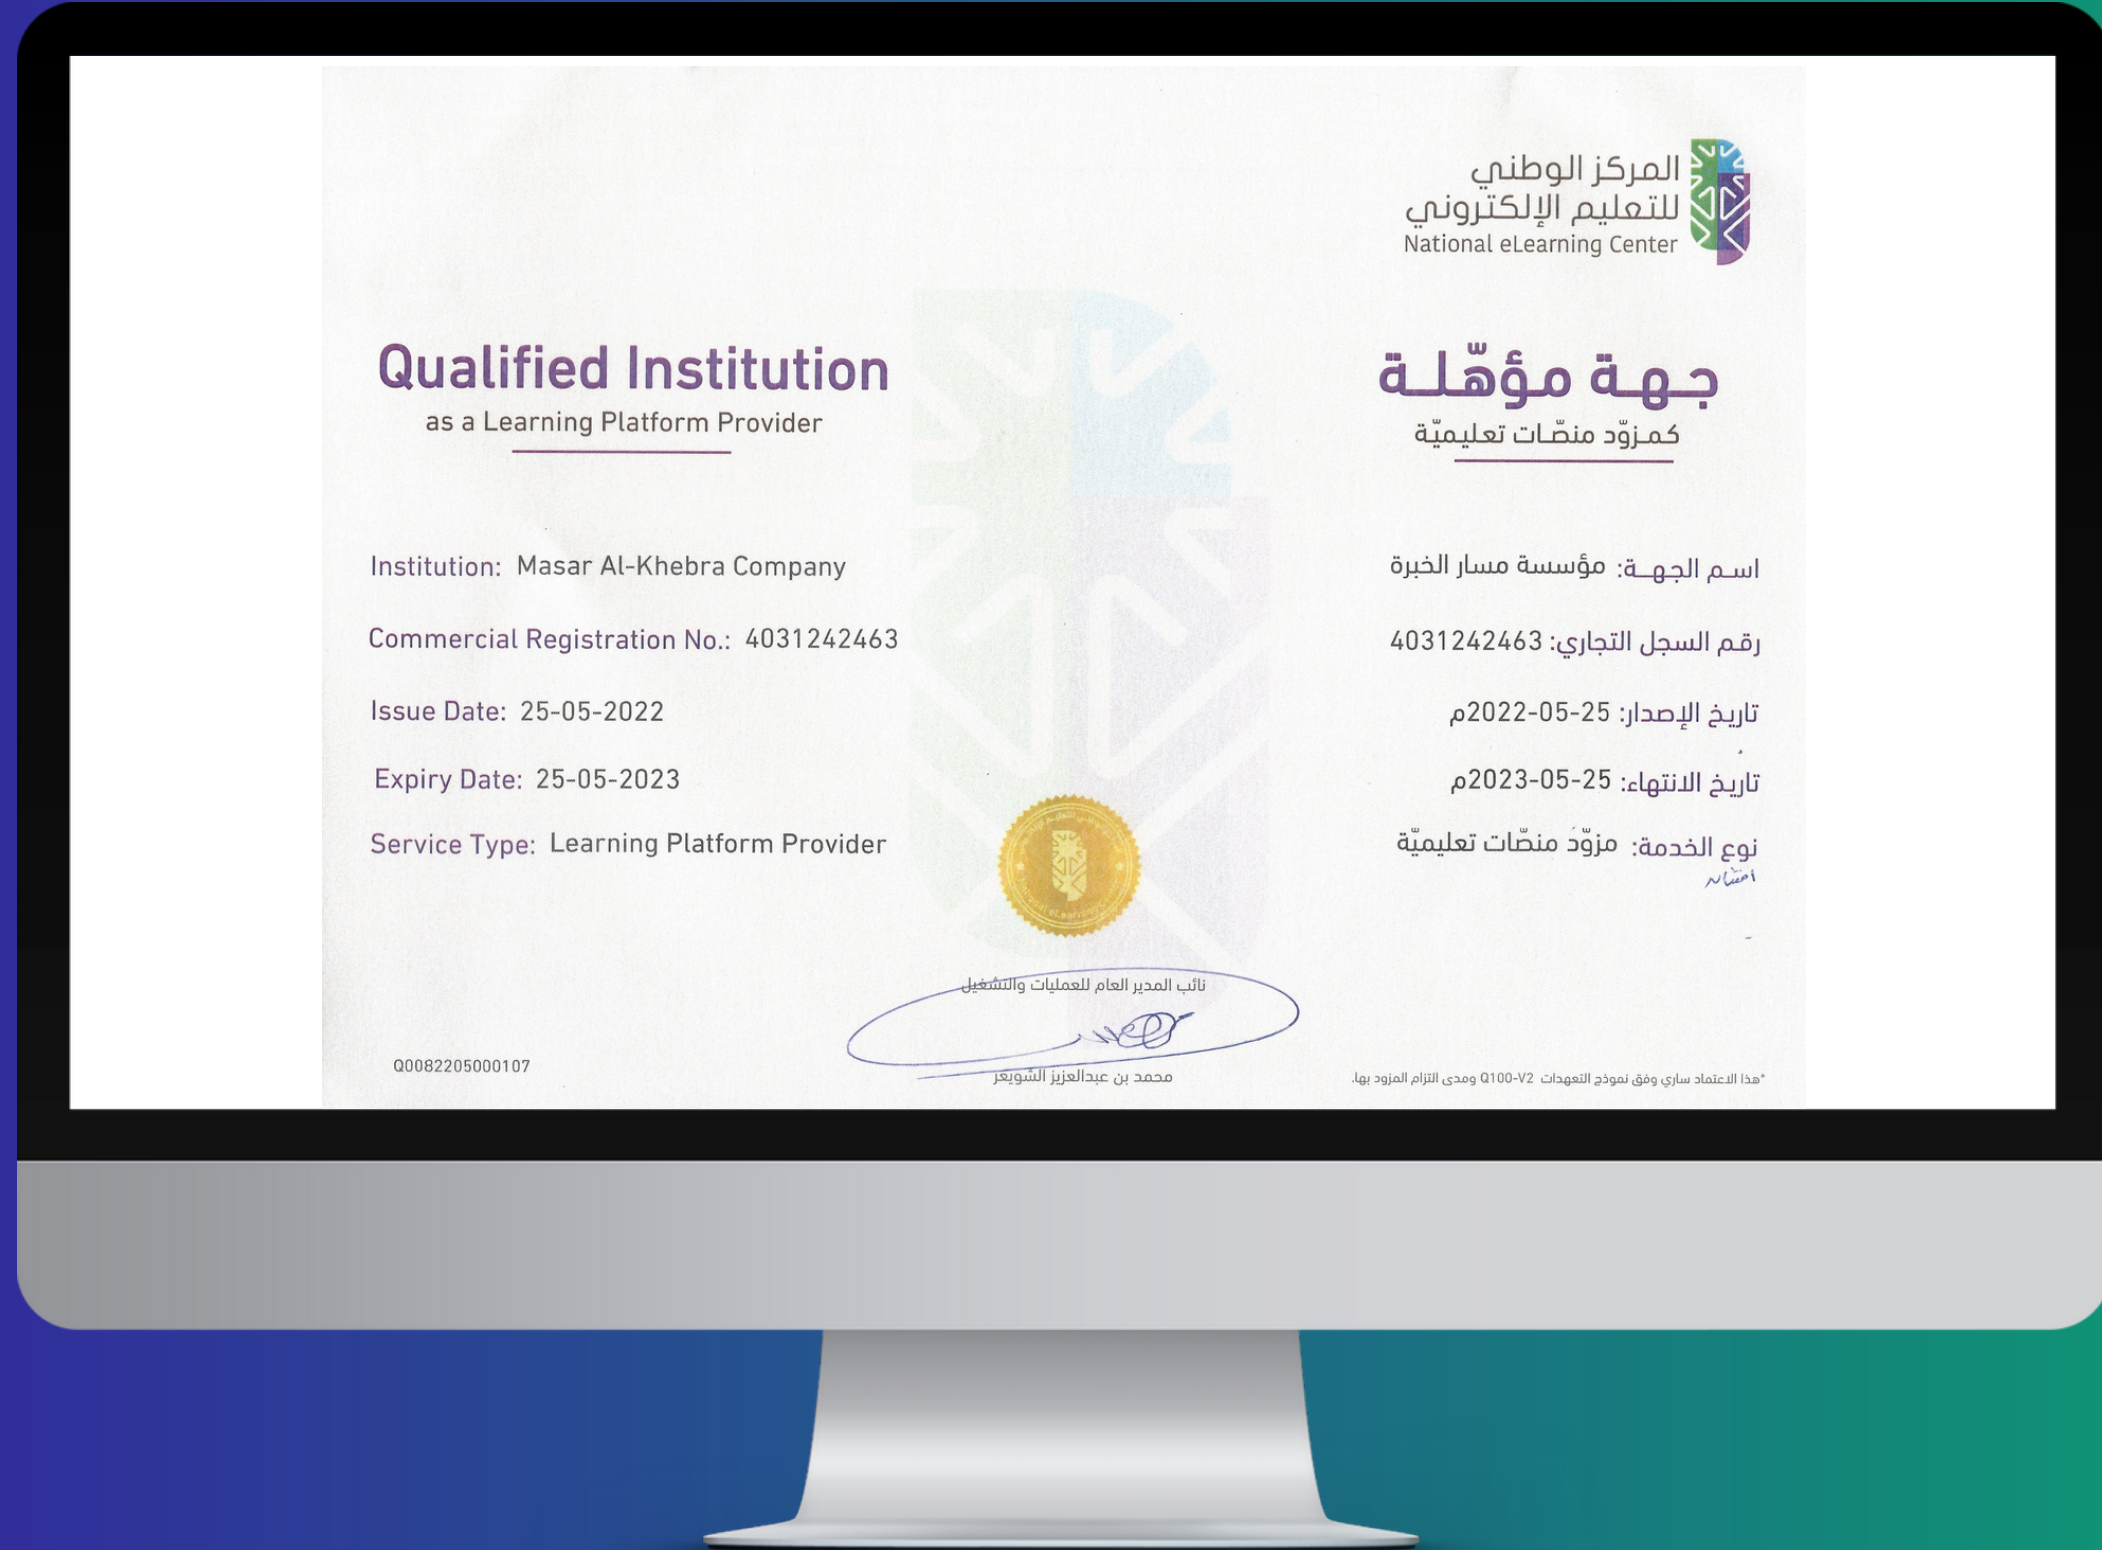 المركز الوطني
للتعليم الإلكتروني
National eLearning Center
Qualified Institution
as a Learning Platform Provider
جهة مؤهّلة
كمزوّد منصّات تعليميّة
Institution: Masar Al-Khebra Company
اسم الجهة: مؤسسة مسار الخبرة
Commercial Registration No.: 4031242463
رقم السجل التجاري: 4031242463
Issue Date: 25-05-2022
تاريخ الإصدار: 25-05-2022م
Expiry Date: 25-05-2023
تاريخ الانتهاء: 25-05-2023م
Service Type: Learning Platform Provider
نوع الخدمة: مزوّد منصّات تعليميّة
نائب المدير العام للعمليات والتشغيل
محمد بن عبدالعزيز الشويعر
Q0082205000107
*هذا الاعتماد ساري وفق نموذج التعهدات Q100-V2 ومدى التزام المزود بها.